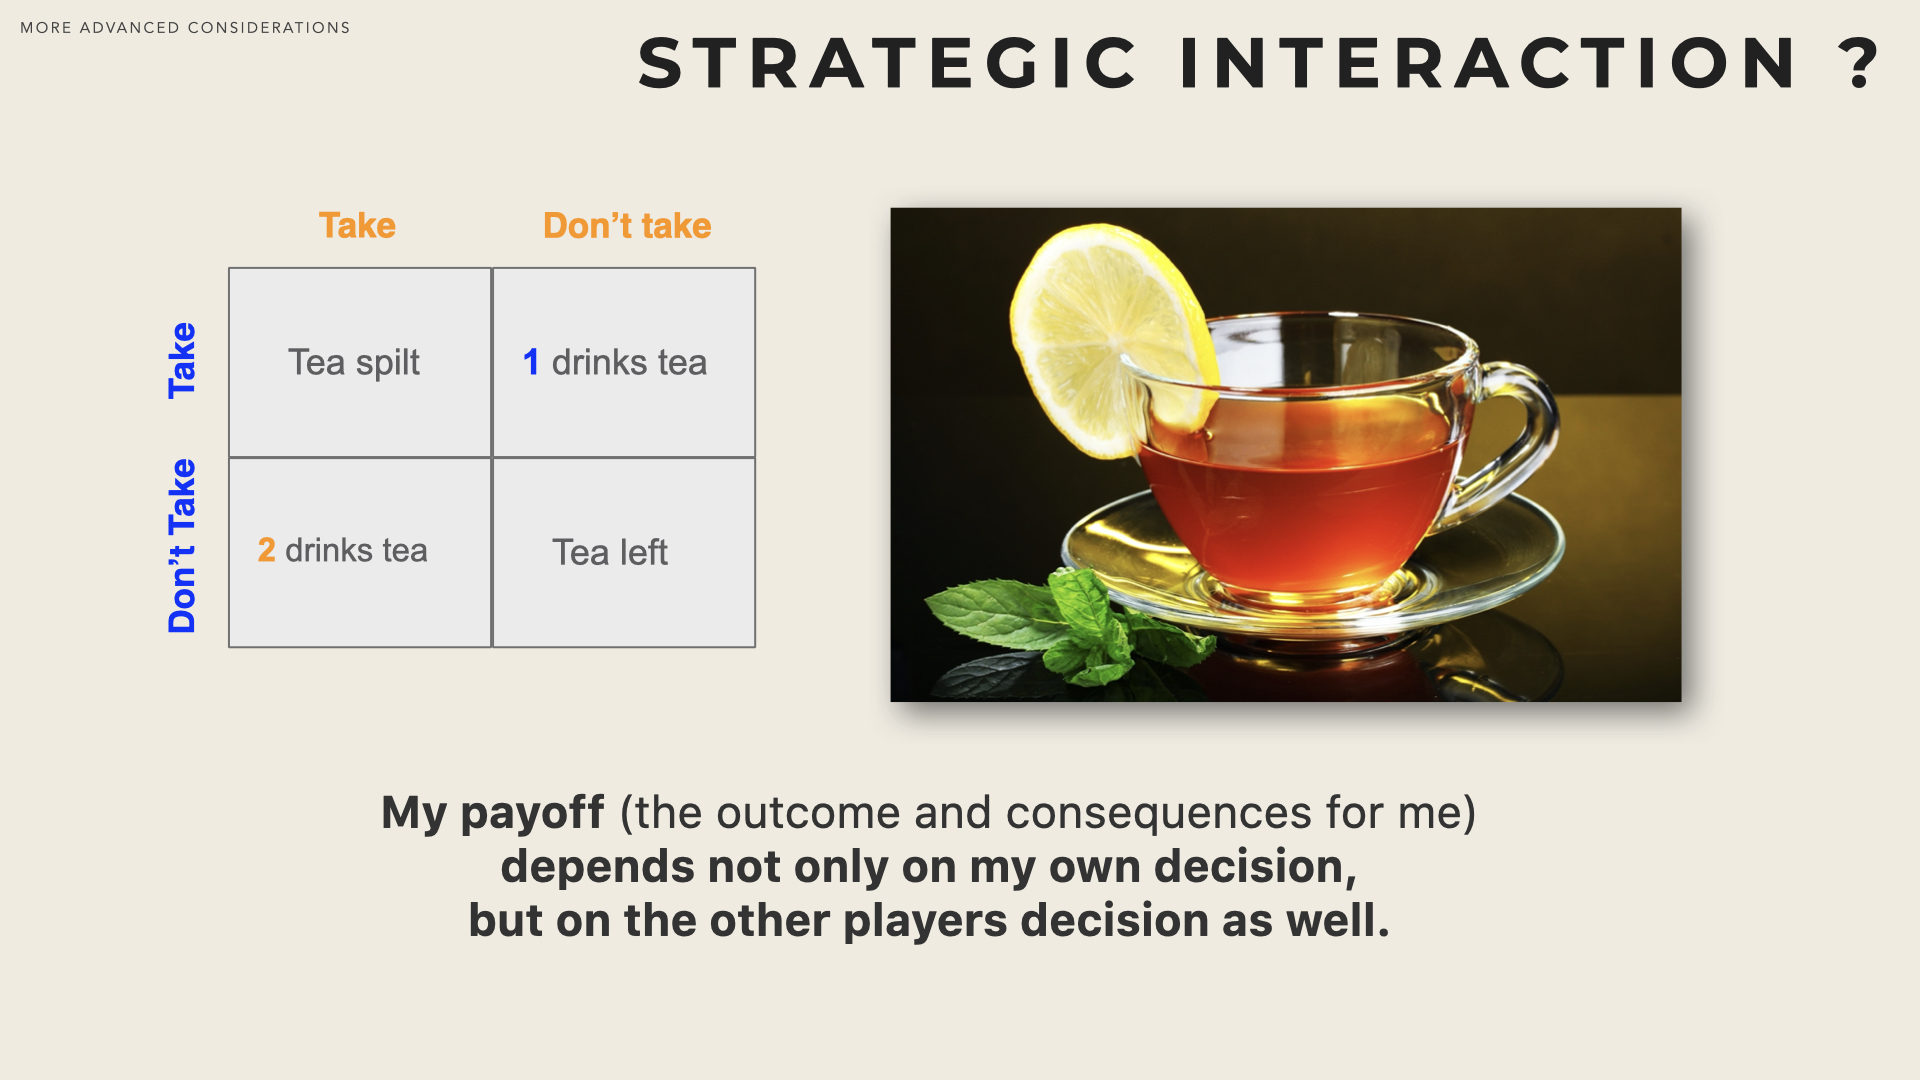 MORE ADVANCED CONSIDERATIONS
STRATEGIC INTERACTION ?
Take
Don’t take
Take
Tea spilt
1 drinks tea
Don’t Take
2 drinks tea
Tea left
My payoff (the outcome and consequences for me)
depends not only on my own decision,
but on the other players decision as well.